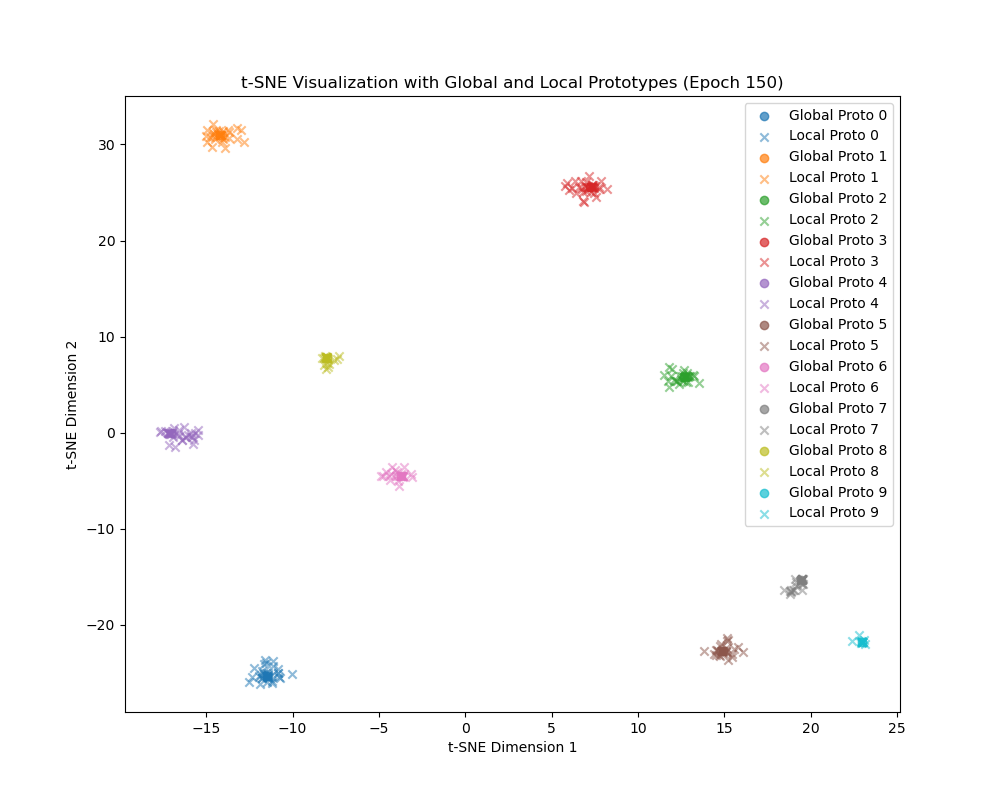 t-SNE Visualization with Global and Local Prototypes (Epoch 150)
Global Proto 0
Local Proto 0
Global Proto 1
Local Proto 1
Global Proto 2
Local Proto 2
Global Proto 3
Local Proto 3
Global Proto 4
Local Proto 4
Global Proto 5
Local Proto 5
Global Proto 6
Local Proto 6
Global Proto 7
Local Proto 7
Global Proto 8
Local Proto 8
Global Proto 9
Local Proto 9
t-SNE Dimension 2
30
20
10
0
−10
−20
−15
−10
−5
0
5
10
15
20
25
t-SNE Dimension 1